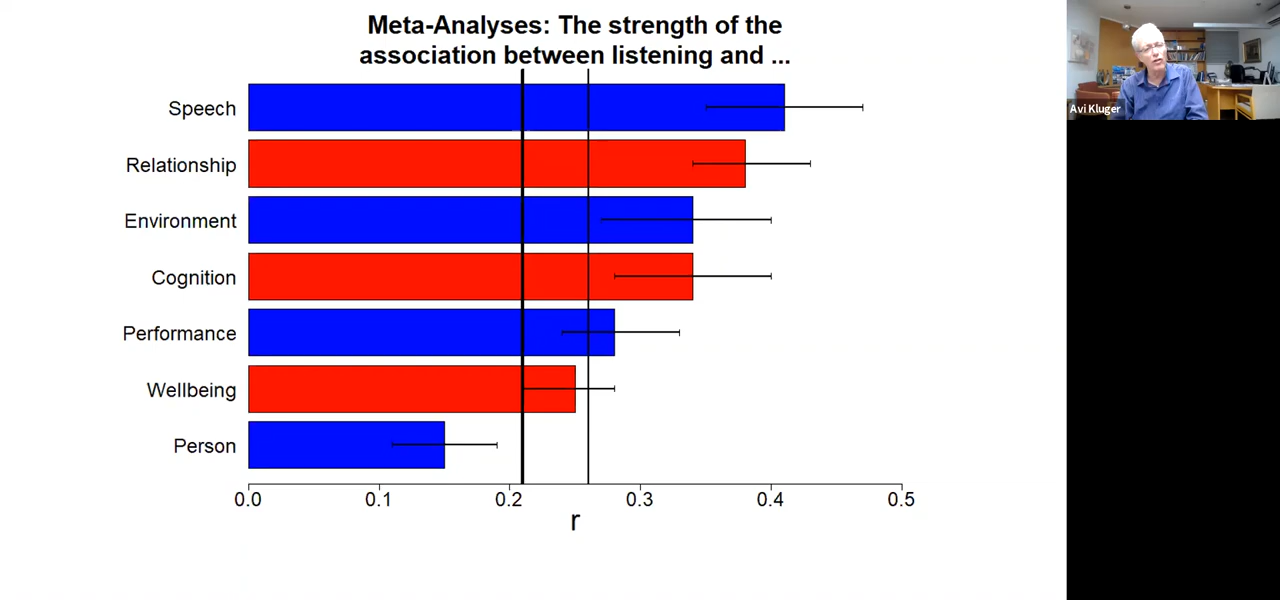 Meta-Analyses: The strength of the
association between listening and ...
Speech
Relationship
Environment
Cognition
Performance
Wellbeing
Person
0.0 0.1 0.2 0.3 0.4 0.5
r
Avi Kluger